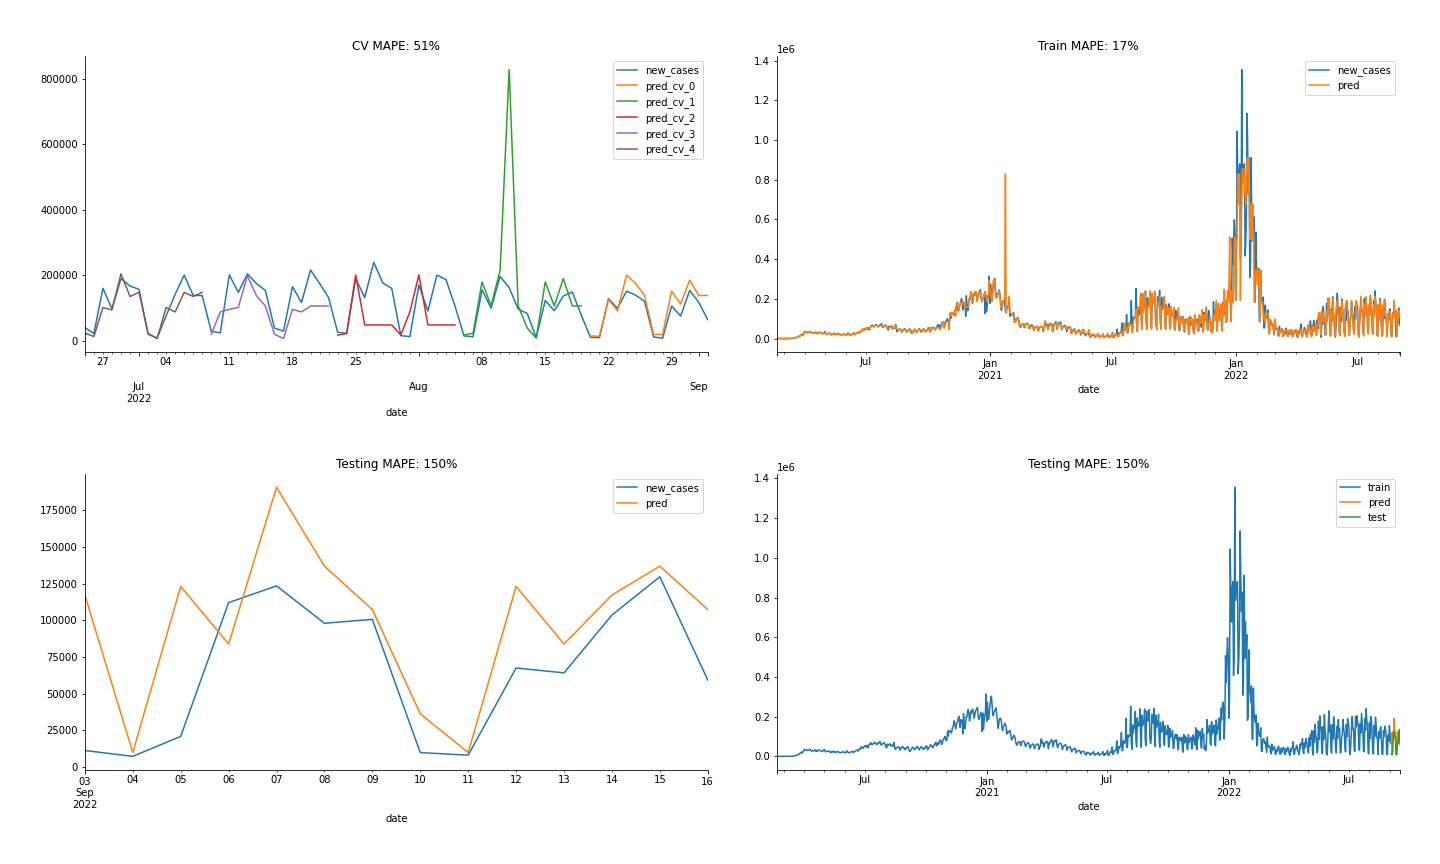 CV MAPE: 51%
800000
600000
400000
200000
0
new_cases
pred_cv_0
pred_cv_1
pred_cv_2
pred_cv_3
pred_cv_4
27 04 11 18 25 08 15 22 29
Jul Aug Sep
2022
date
Train MAPE: 17%
1e6
1.4
1.2
1.0
0.8
0.6
0.4
0.2
0.0
new_cases
pred
Jul Jan Jul Jan Jul
2021 2022
date
Testing MAPE: 150%
175000
150000
125000
100000
75000
50000
25000
0
new_cases
pred
03 04 05 06 07 08 09 10 11 12 13 14 15 16
Sep
2022
date
Testing MAPE: 150%
1e6
1.4
1.2
1.0
0.8
0.6
0.4
0.2
0.0
train
pred
test
Jul Jan Jul Jan Jul
2021 2022
date